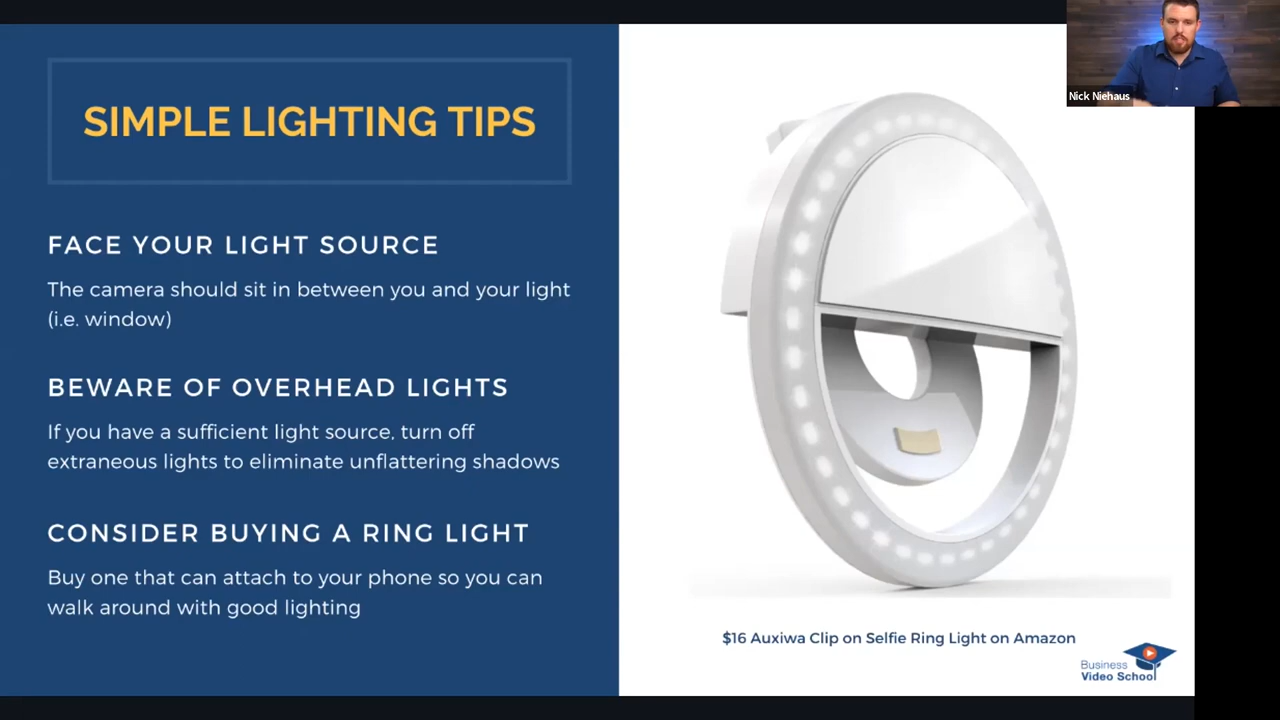 SIMPLE LIGHTING TIPS
FACE YOUR LIGHT SOURCE
The camera should sit in between you and your light
(i.e. window)
BEWARE OF OVERHEAD LIGHTS
If you have a sufficient light source, turn off
extraneous lights to eliminate unflattering shadows
CONSIDER BUYING A RING LIGHT
Buy one that can attach to your phone so you can
walk around with good lighting
Nick Niehaus
$16 Auxiwa Clip on Selfie Ring Light on Amazon
Business
Video School